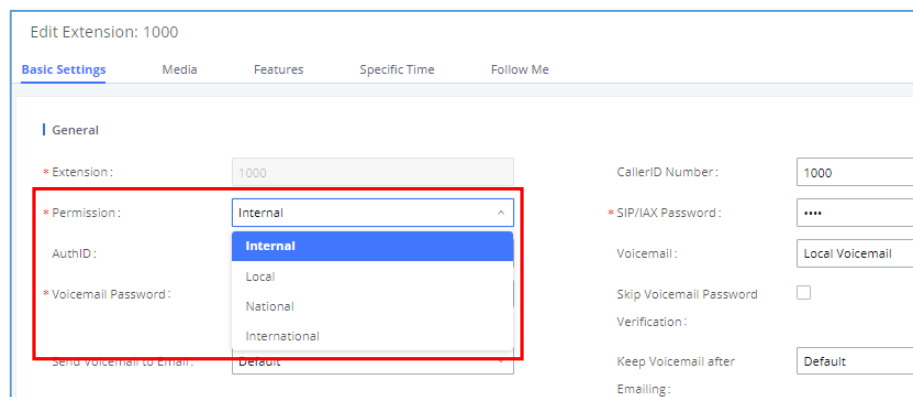 Edit Extension: 1000
Basic Settings Media Features Specific Time Follow Me
General
* Extension: 1000 CallerID Number: 1000
* Permission: Internal * SIP/IAX Password: ••••
Internal
AuthID: Voicemail: Local Voicemail
Local
* Voicemail Password: Skip Voicemail Password
Verification:
National
International
Send Voicemail to Email: Default Keep Voicemail after
Emailing: Default